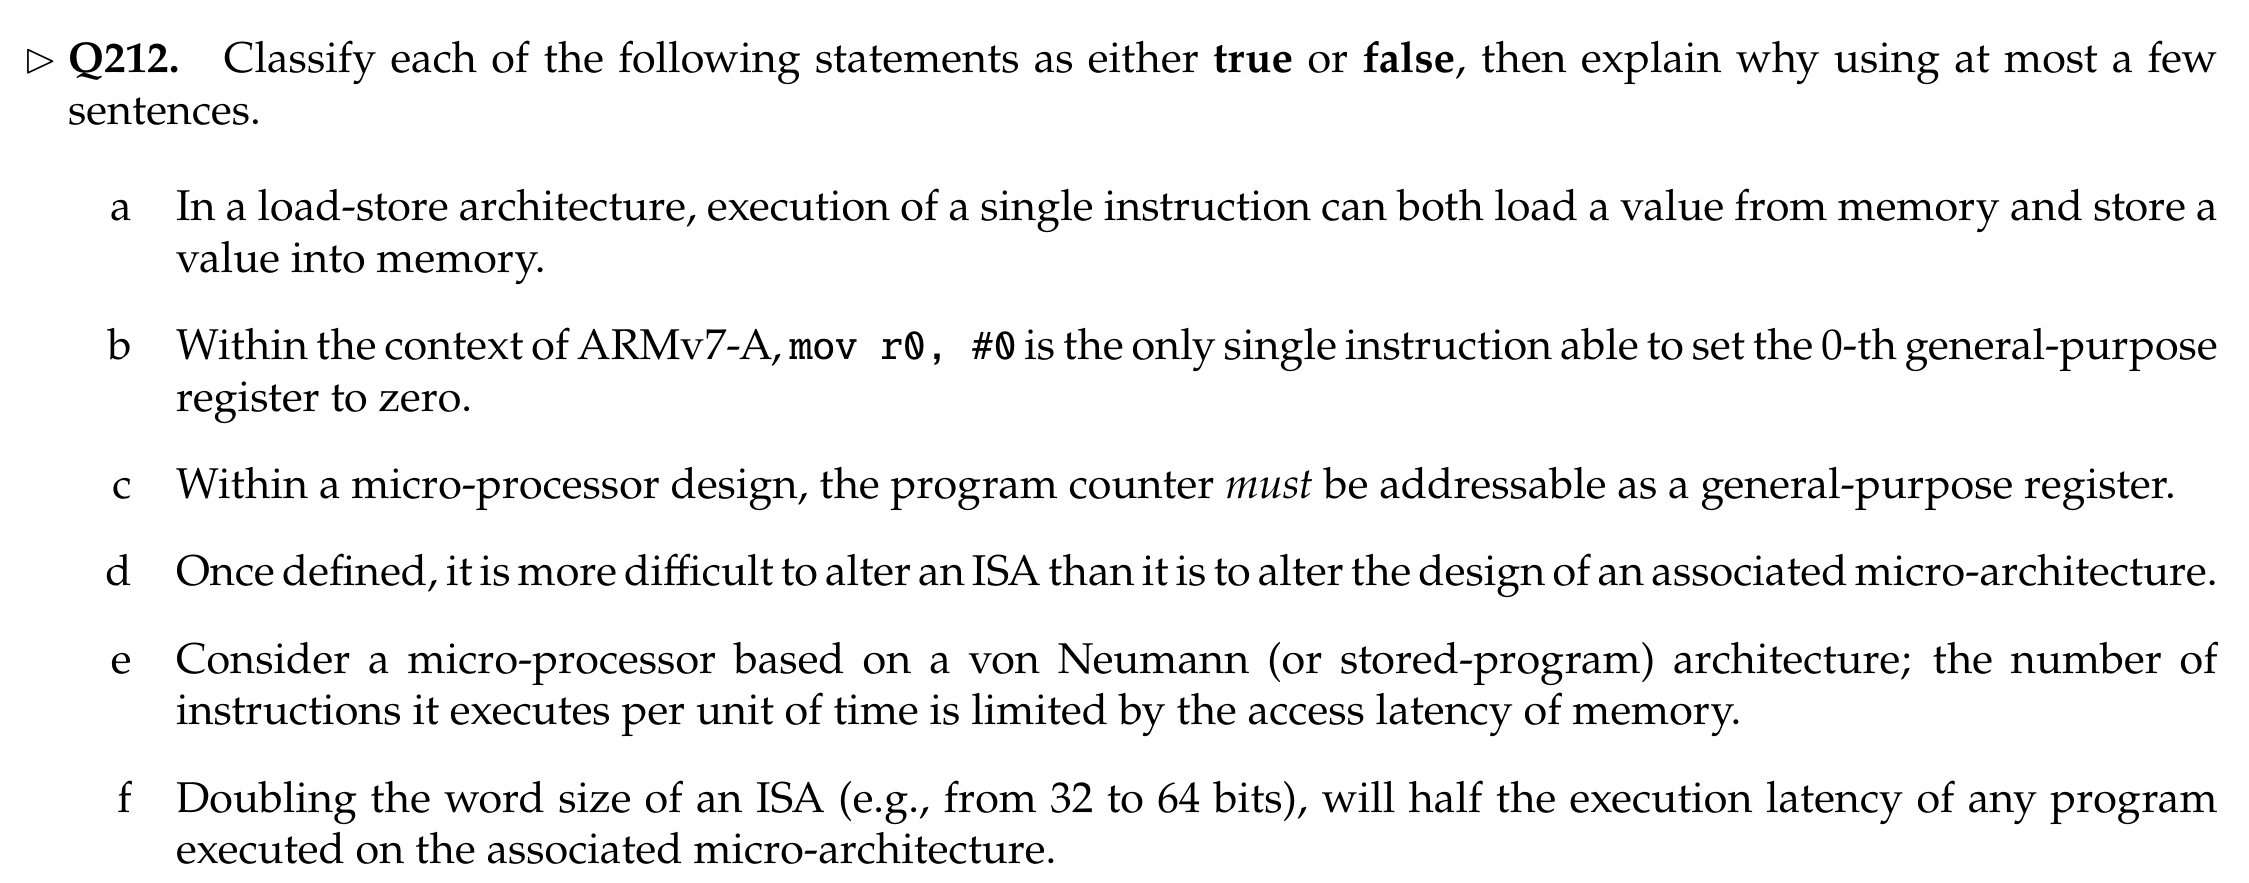 ▷ Q212. Classify each of the following statements as either true or false, then explain why using at most a few
sentences.
a In a load-store architecture, execution of a single instruction can both load a value from memory and store a
value into memory.
b Within the context of ARMv7-A, mov r0, #0 is the only single instruction able to set the 0-th general-purpose
register to zero.
c Within a micro-processor design, the program counter must be addressable as a general-purpose register.
d Once defined, it is more difficult to alter an ISA than it is to alter the design of an associated micro-architecture.
e Consider a micro-processor based on a von Neumann (or stored-program) architecture; the number of
instructions it executes per unit of time is limited by the access latency of memory.
f Doubling the word size of an ISA (e.g., from 32 to 64 bits), will half the execution latency of any program
executed on the associated micro-architecture.